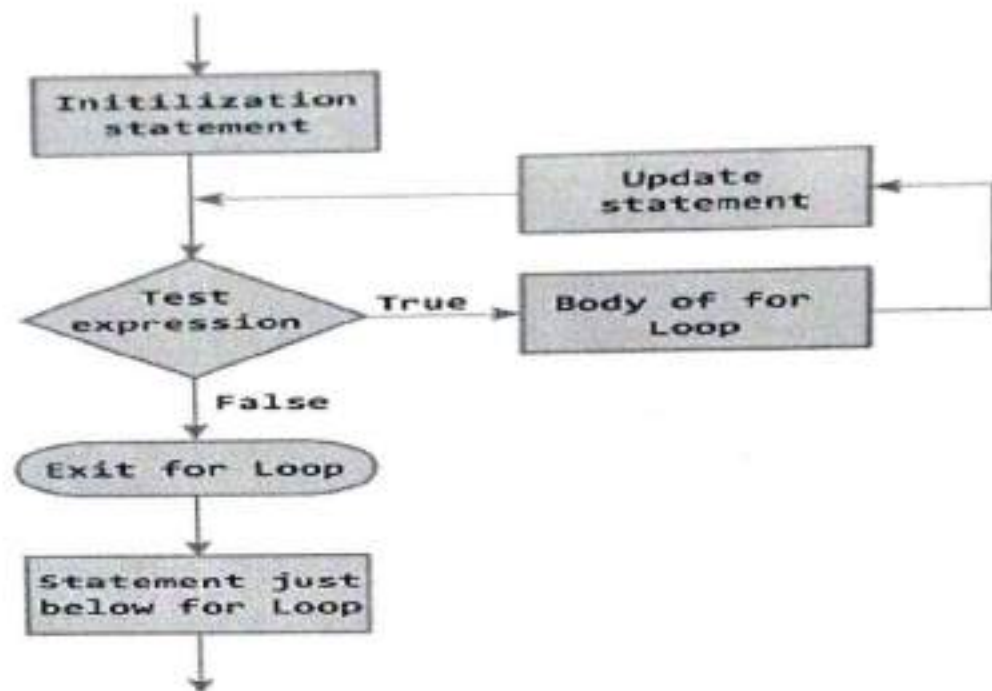 Initilization
statement
Update
statement
Test
expression
True
Body of for
Loop
False
Exit for Loop
Statement just
below for Loop